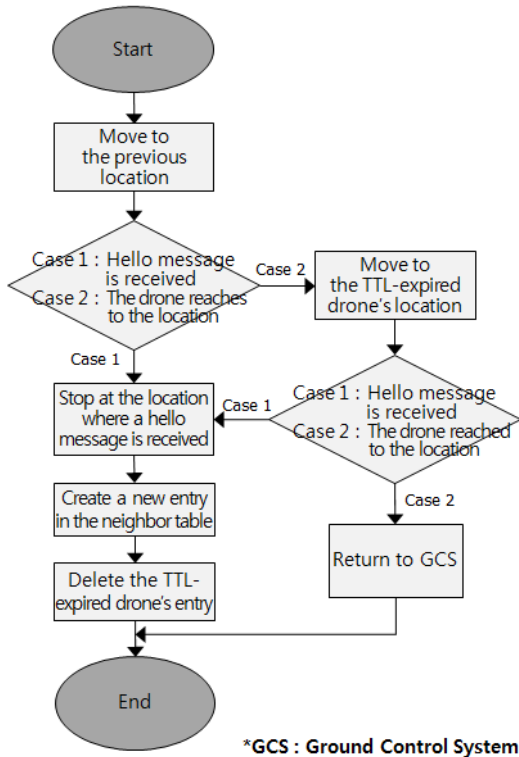 Start
Move to
the previous
location
Case 1 : Hello message
is received
Case 2 : The drone reaches
to the location
Case 2
Move to
the TTL-expired
drone's location
Case 1
Stop at the location
where a hello
message is received
Case 1
Case 1 : Hello message
is received
Case 2 : The drone reached
to the location
Create a new entry
in the neighbor table
Case 2
Return to GCS
Delete the TTL-
expired drone's entry
End
*GCS : Ground Control System